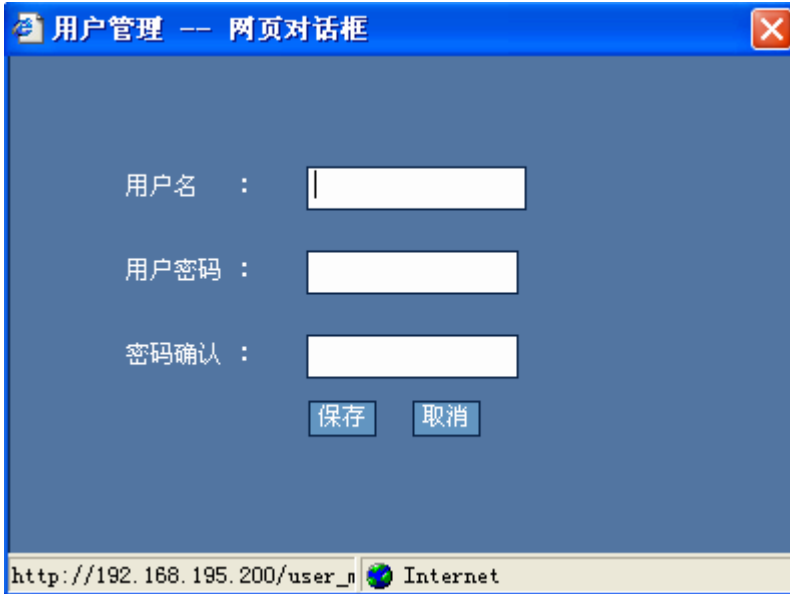 用户管理 -- 网页对话框
用户名 :
用户密码 :
密码确认 :
保存 取消
http://192.168.195.200/user_ Internet